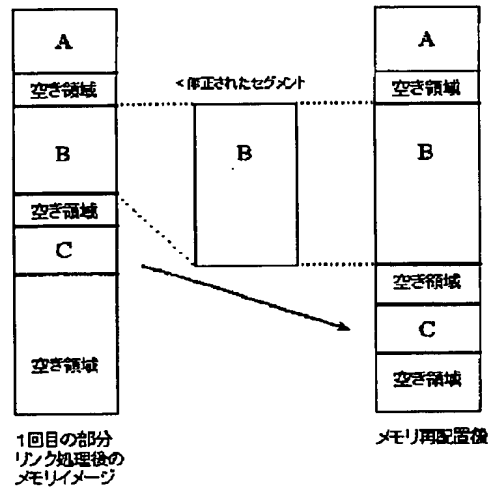 A
空き領域
B
空き領域
C
空き領域
1回目の部分
リンク処理後の
メモリイメージ
<修正されたセグメント
B
A
空き領域
B
空き領域
C
空き領域
メモリ再配置後